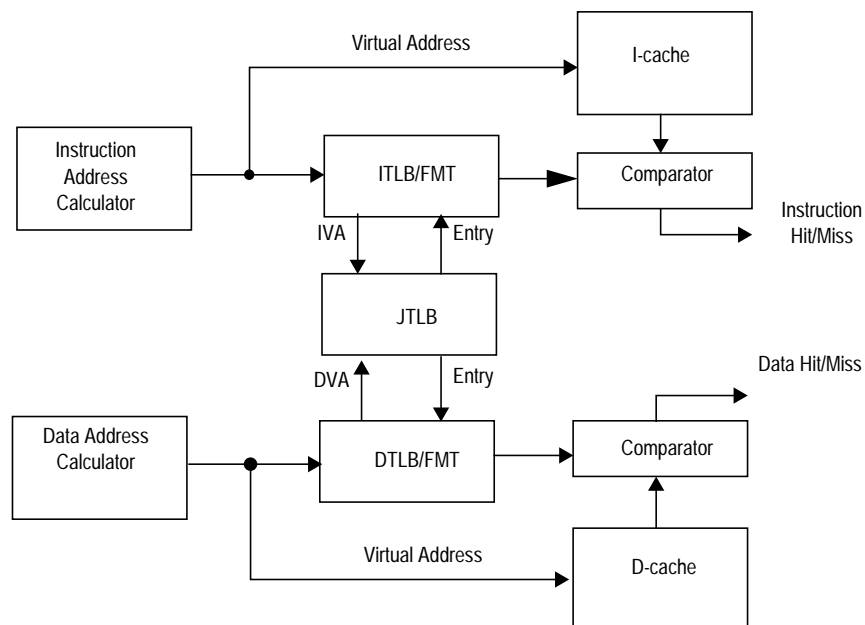 Virtual Address
I-cache
Instruction
Address
Calculator
ITLB/FMT
Comparator
Instruction
Hit/Miss
IVA
Entry
JTLB
DVA
Entry
Data Hit/Miss
Data Address
Calculator
DTLB/FMT
Comparator
Virtual Address
D-cache